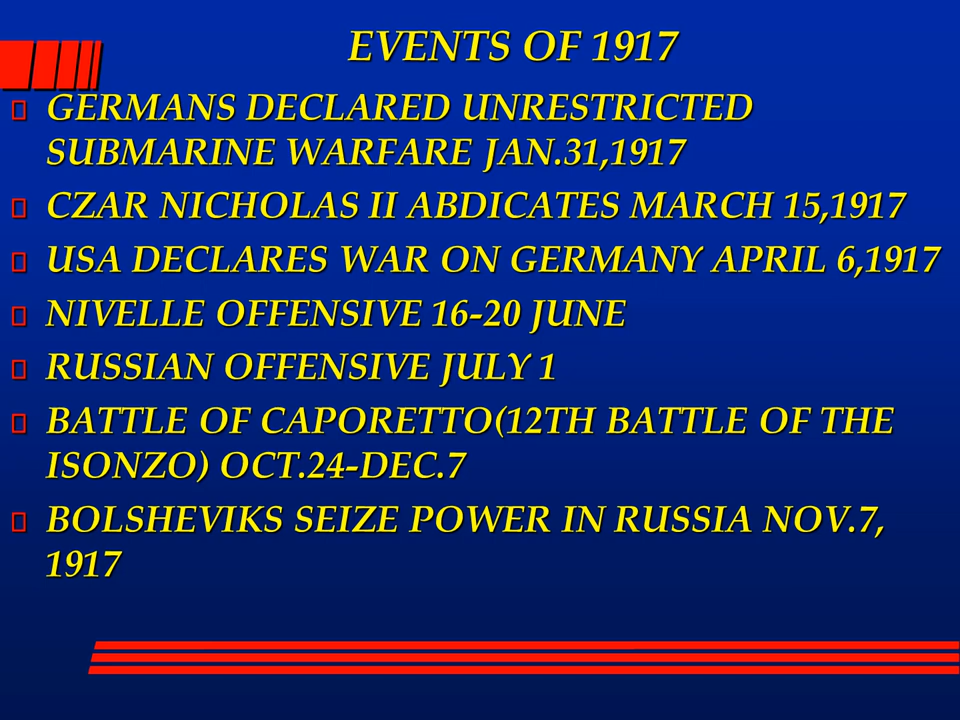 EVENTS OF 1917
GERMANS DECLARED UNRESTRICTED
SUBMARINE WARFARE JAN.31,1917
CZAR NICHOLAS II ABDICATES MARCH 15,1917
USA DECLARES WAR ON GERMANY APRIL 6,1917
NIVELLE OFFENSIVE 16-20 JUNE
RUSSIAN OFFENSIVE JULY 1
BATTLE OF CAPORETTO(12TH BATTLE OF THE
ISONZO) OCT.24-DEC.7
BOLSHEVIKS SEIZE POWER IN RUSSIA NOV.7,
1917